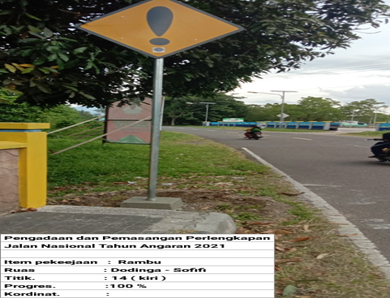 Pengadaan dan Pemasangan Perlengkapan
Jalan Nasional Tahun Angaran 2021
Item pekeejaan : Rambu
Ruas : Dodinga - Sofifi
Titik. : 14 ( kiri )
Progres. :100 %
Kordinat. :